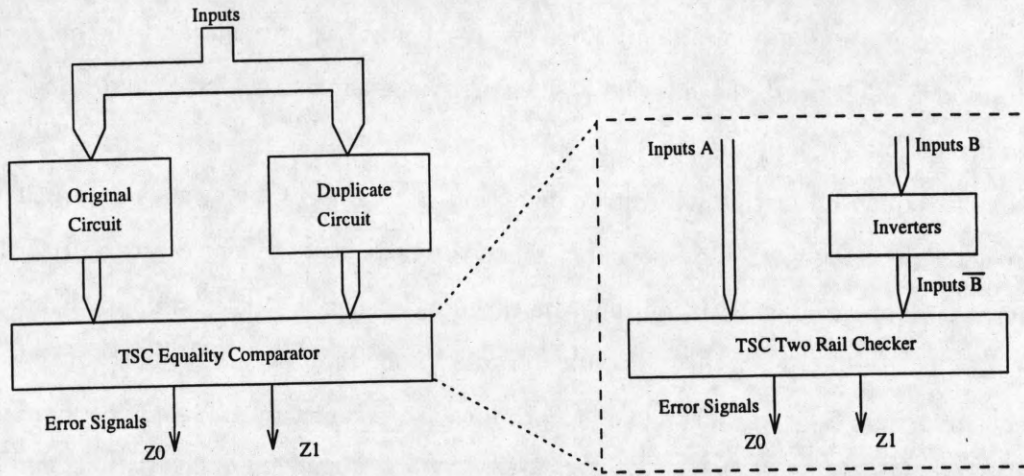 Inputs
Original
Circuit
Duplicate
Circuit
TSC Equality Comparator
Error Signals
Z0
Z1
Inputs A
Inputs B
Inverters
Inputs B̅
TSC Two Rail Checker
Error Signals
Z0
Z1